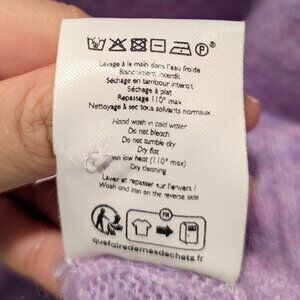 P
Lavage à la main dans l'eau froide
Blanchiment interdit
Séchage en tambour interdit
Séchage à plat
Repassage 110° max
Nettoyage à sec tous solvants normaux
Hand wash in cold water
Do not bleach
Do not tumble dry
Dry flat
low heat (110° max)
Dry cleaning
Laver et repasser sur l'envers /
Wash and Iron on the reverse side
FR
quefairedemesdechets.fr